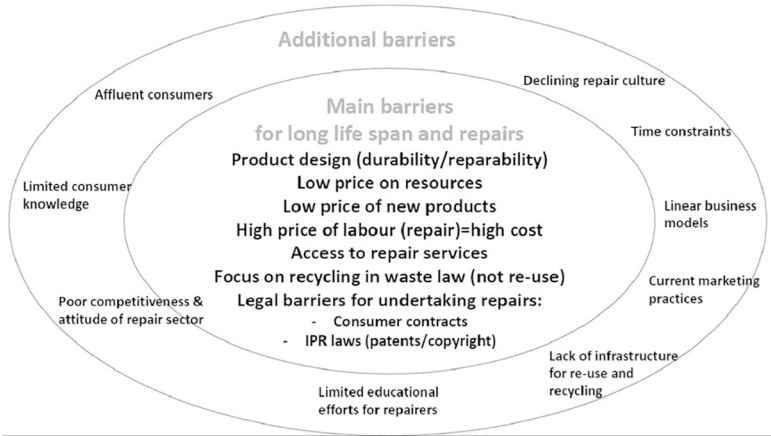 Additional barriers
Affluent consumers
Declining repair culture
Main barriers
for long life span and repairs
Time constraints
Product design (durability/reparability)
Limited consumer
knowledge
Low price on resources
Low price of new products
Linear business
models
High price of labour (repair)=high cost
Access to repair services
Focus on recycling in waste law (not re-use)
Current marketing
practices
Poor competitiveness &
attitude of repair sector
Legal barriers for undertaking repairs:
- Consumer contracts
- IPR laws (patents/copyright)
Lack of infrastructure
for re-use and
recycling
Limited educational
efforts for repairers